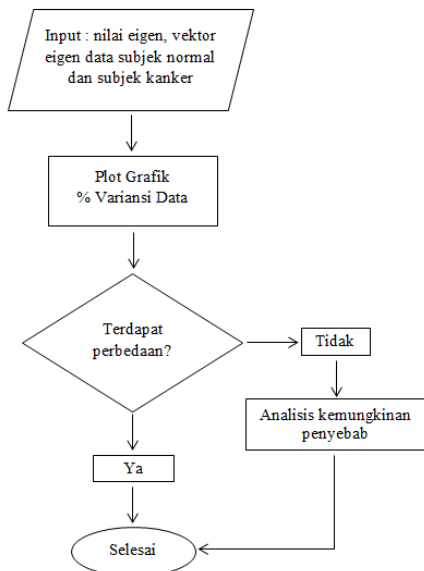 Input : nilai eigen, vektor
eigen data subjek normal
dan subjek kanker
Plot Grafik
% Variansi Data
Terdapat
perbedaan?
Tidak
Analisis kemungkinan
penyebab
Ya
Selesai